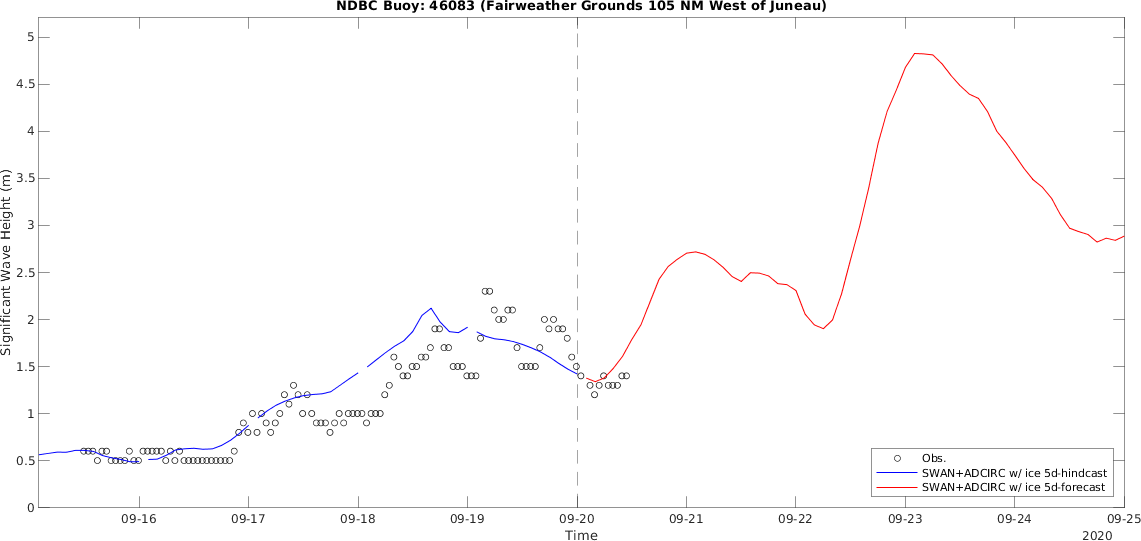 NDBC Buoy: 46083 (Fairweather Grounds 105 NM West of Juneau)
Significant Wave Height (m)
5
4.5
4
3.5
3
2.5
2
1.5
1
0.5
0
Obs.
SWAN+ADCIRC w/ ice 5d-hindcast
SWAN+ADCIRC w/ ice 5d-forecast
09-16 09-17 09-18 09-19 09-20 09-21 09-22 09-23 09-24 09-25
Time
2020